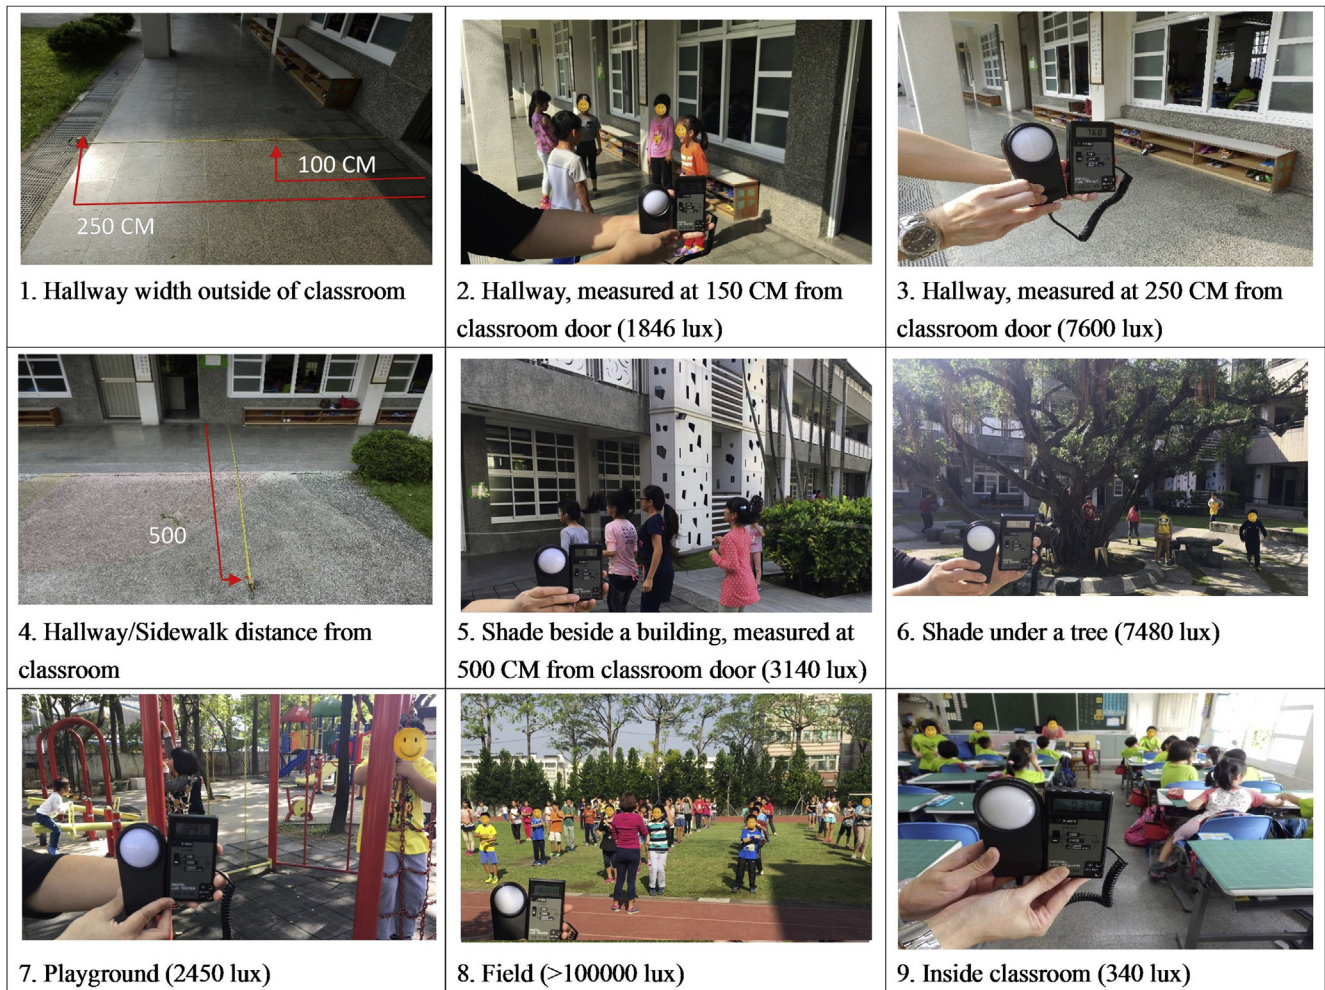 100 CM
250 CM
1. Hallway width outside of classroom
2. Hallway, measured at 150 CM from
classroom door (1846 lux)
760
3. Hallway, measured at 250 CM from
classroom door (7600 lux)
500
4. Hallway/Sidewalk distance from
classroom
5. Shade beside a building, measured at
500 CM from classroom door (3140 lux)
6. Shade under a tree (7480 lux)
7. Playground (2450 lux)
8. Field (>100000 lux)
9. Inside classroom (340 lux)